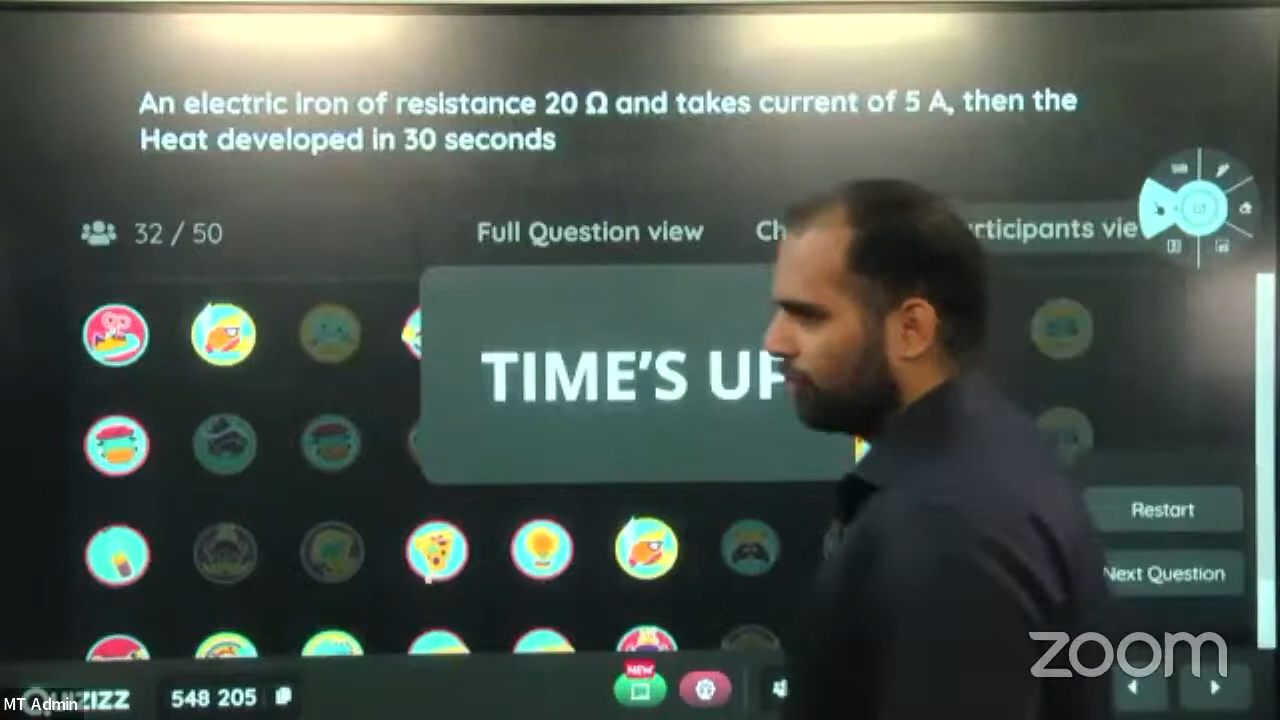 An electric iron of resistance 20 Ω and takes current of 5 A, then the
Heat developed in 30 seconds
32 / 50
Full Question view
TIME'S UP
Restart
Next Question
zoom
NEW
548 205
MT Admin